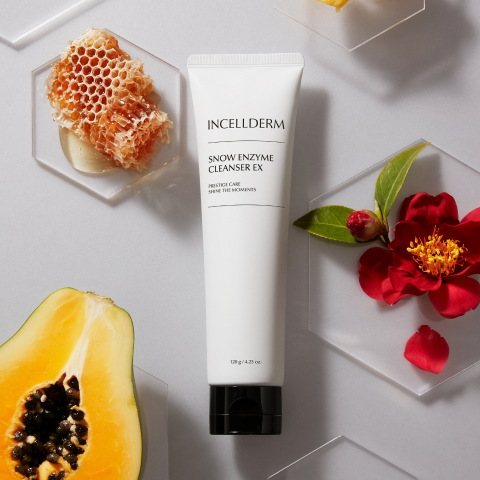 INCELLDERM
SNOW ENZYME
CLEANSER EX
PRESTIGE CARE
SHINE THE MOMENTS
120 g / 4.23 oz.